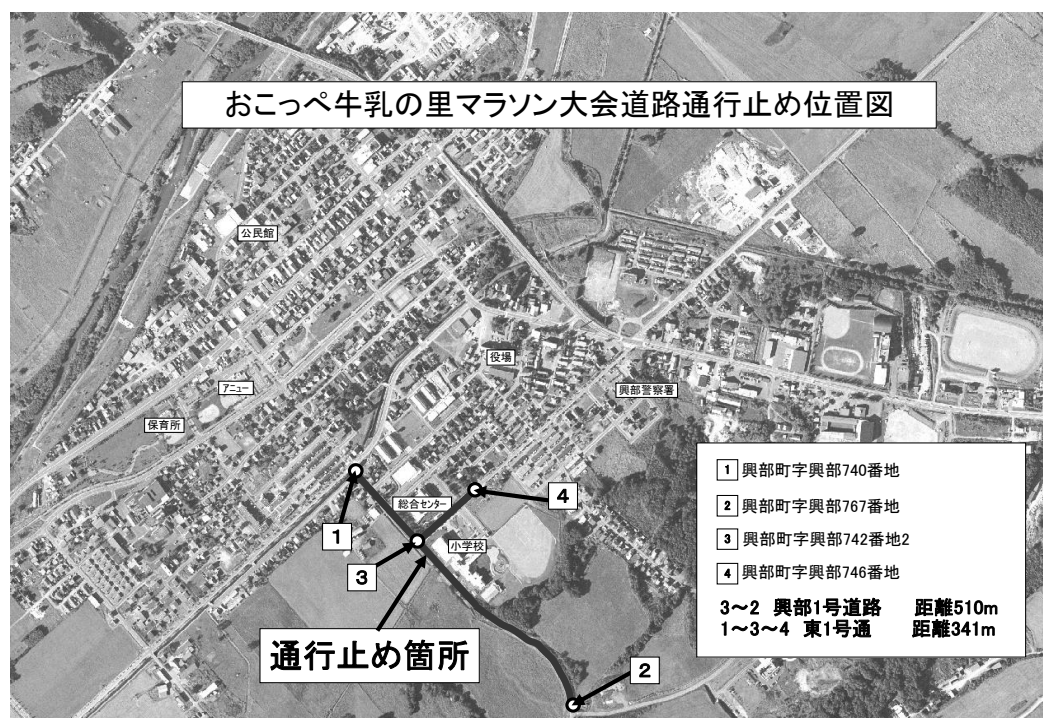 おこっぺ牛乳の里マラソン大会道路通行止め位置図
公民館
役場
アニュー
興部警察署
保育所
総合センター
小学校
1
4
3
2
通行止め箇所
1 興部町字興部740番地
2 興部町字興部767番地
3 興部町字興部742番地2
4 興部町字興部746番地
3~2 興部1号道路 距離510m
1~3~4 東1号通 距離341m